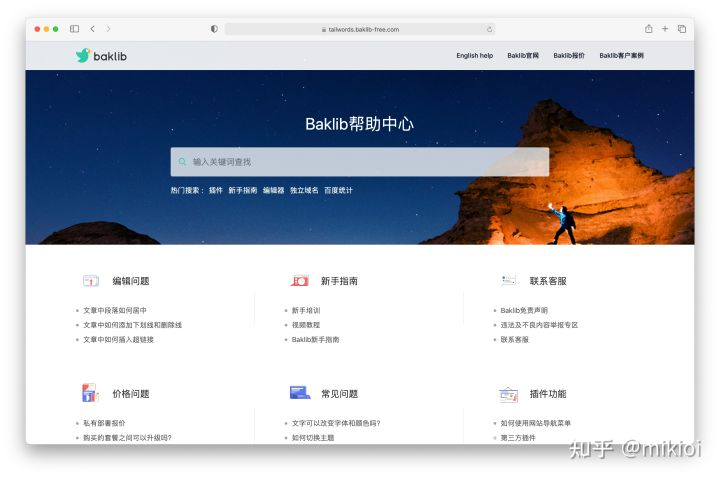 tailwords.baklib-free.com
baklib
English help Baklib官网 Baklib报价 Baklib客户案例
Baklib帮助中心
输入关键词查找
热门搜索： 插件 新手指南 编辑器 独立域名 百度统计
编辑问题
文章中段落如何居中
文章中如何添加下划线和删除线
文章中如何插入超链接
新手指南
新手培训
视频教程
Baklib新手指南
联系客服
Baklib免责声明
违法及不良内容举报专区
联系客服
价格问题
私有部署报价
购买的套餐之间可以升级吗?
常见问题
文字可以改变字体和颜色吗?
如何切换主题
插件功能
如何使用网站导航菜单
第三方插件
知乎 @mikioi